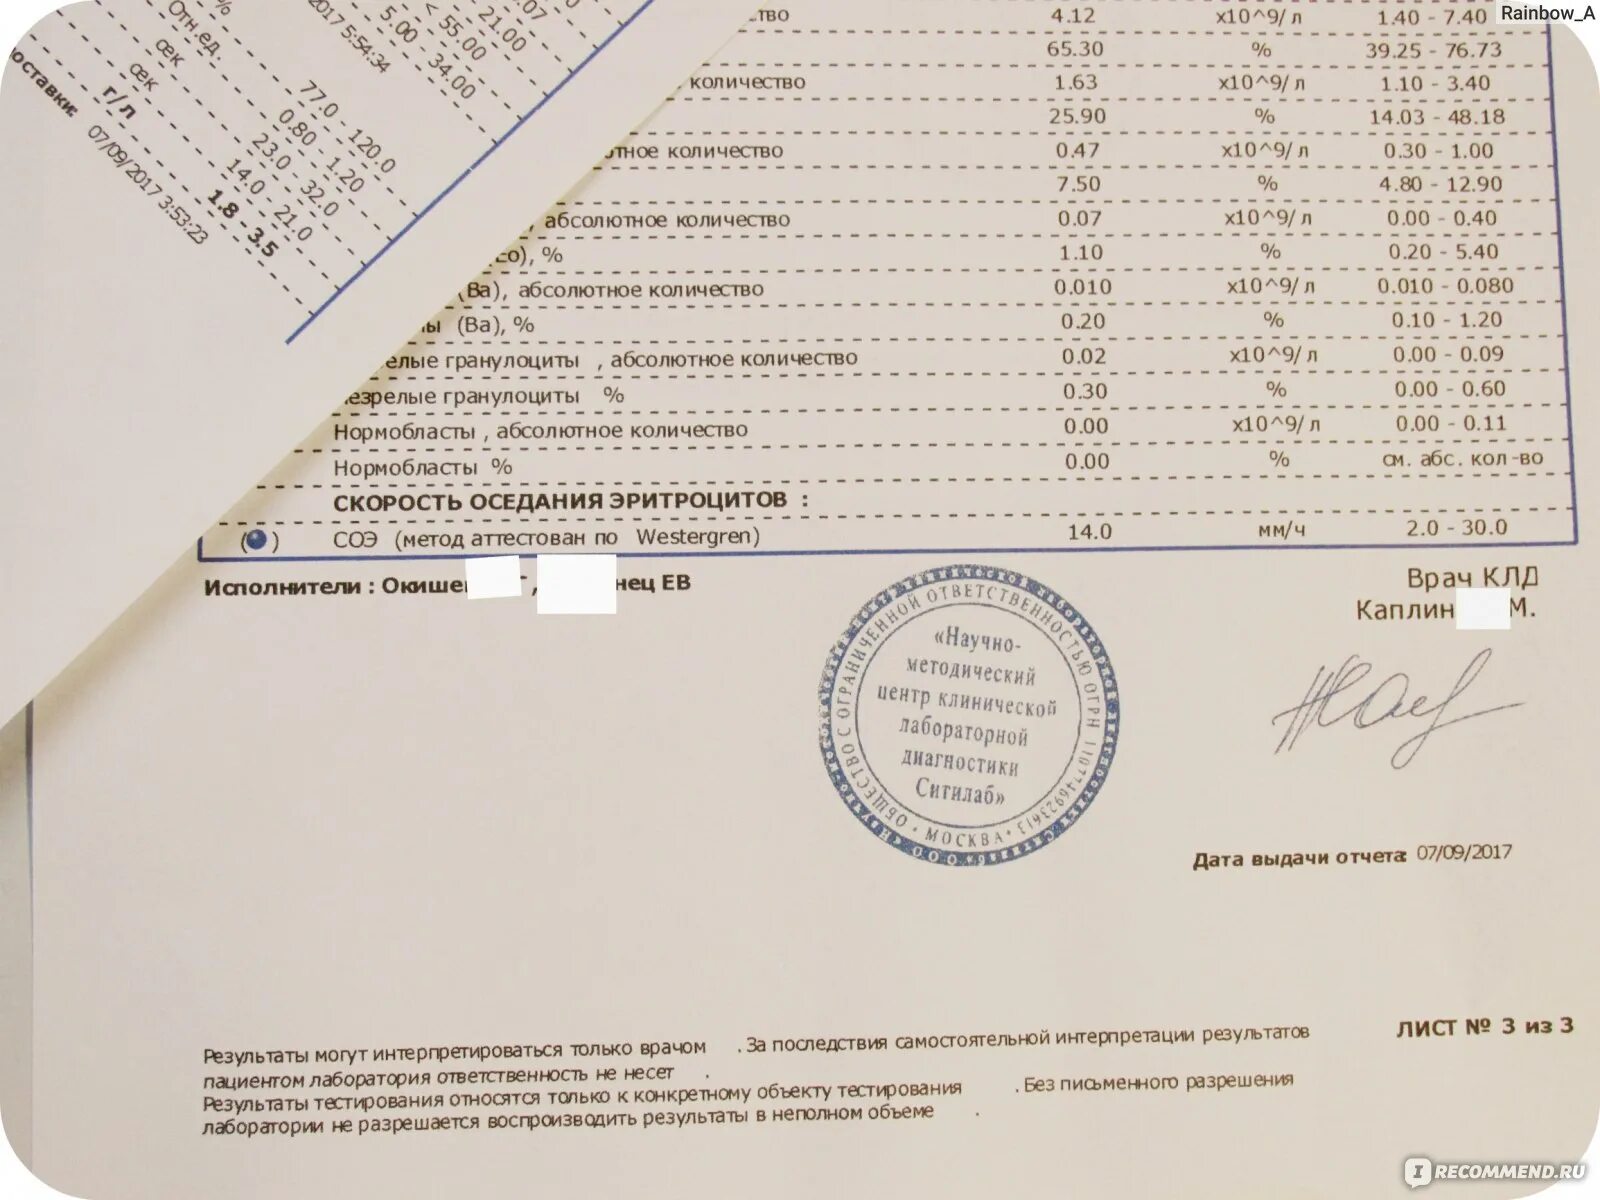 Rainbow_A
07
< 55.00
21.00
5.00 - 34.00
2017 5:54:34
%
Отн.ед.
сек
сек
г/л
77.0 - 120.0
0.80 - 1.20
23.0 - 32.0
14.0 - 21.0
1.8 - 3.5
07/09/2017 3:53:23
4.12 x10^9/л 1.40 - 7.40
65.30 % 39.25 - 76.73
количество 1.63 x10^9/л 1.10 - 3.40
25.90 % 14.03 - 48.18
количество 0.47 x10^9/л 0.30 - 1.00
7.50 % 4.80 - 12.90
, абсолютное количество 0.07 x10^9/л 0.00 - 0.40
(Eo), % 1.10 % 0.20 - 5.40
(Ba), абсолютное количество 0.010 x10^9/л 0.010 - 0.080
(Ba), % 0.20 % 0.10 - 1.20
гранулоциты , абсолютное количество 0.02 x10^9/л 0.00 - 0.09
гранулоциты % 0.30 % 0.00 - 0.60
Нормобласты , абсолютное количество 0.00 x10^9/л 0.00 - 0.11
Нормобласты % 0.00 % см. абс. кол-во
СКОРОСТЬ ОСЕДАНИЯ ЭРИТРОЦИТОВ :
СОЭ (метод аттестован по Westergren) 14.0 мм/ч 2.0 - 30.0
Исполнители : Окише , нец ЕВ
Врач КЛД
Каплин М.
ОБЩЕСТВО С ОГРАНИЧЕННОЙ ОТВЕТСТВЕННОСТЬЮ ОГРН 1107746923613
• МОСКВА •
«Научно-
методический
центр клинической
лабораторной
диагностики
Ситилаб»
Дата выдачи отчета: 07/09/2017
ЛИСТ № 3 из 3
Результаты могут интерпретироваться только врачом . За последствия самостоятельной интерпретации результатов
пациентом лаборатория ответственность не несет .
Результаты тестирования относятся только к конкретному объекту тестирования . Без письменного разрешения
лаборатории не разрешается воспроизводить результаты в неполном объеме .
IRECOMMEND.RU